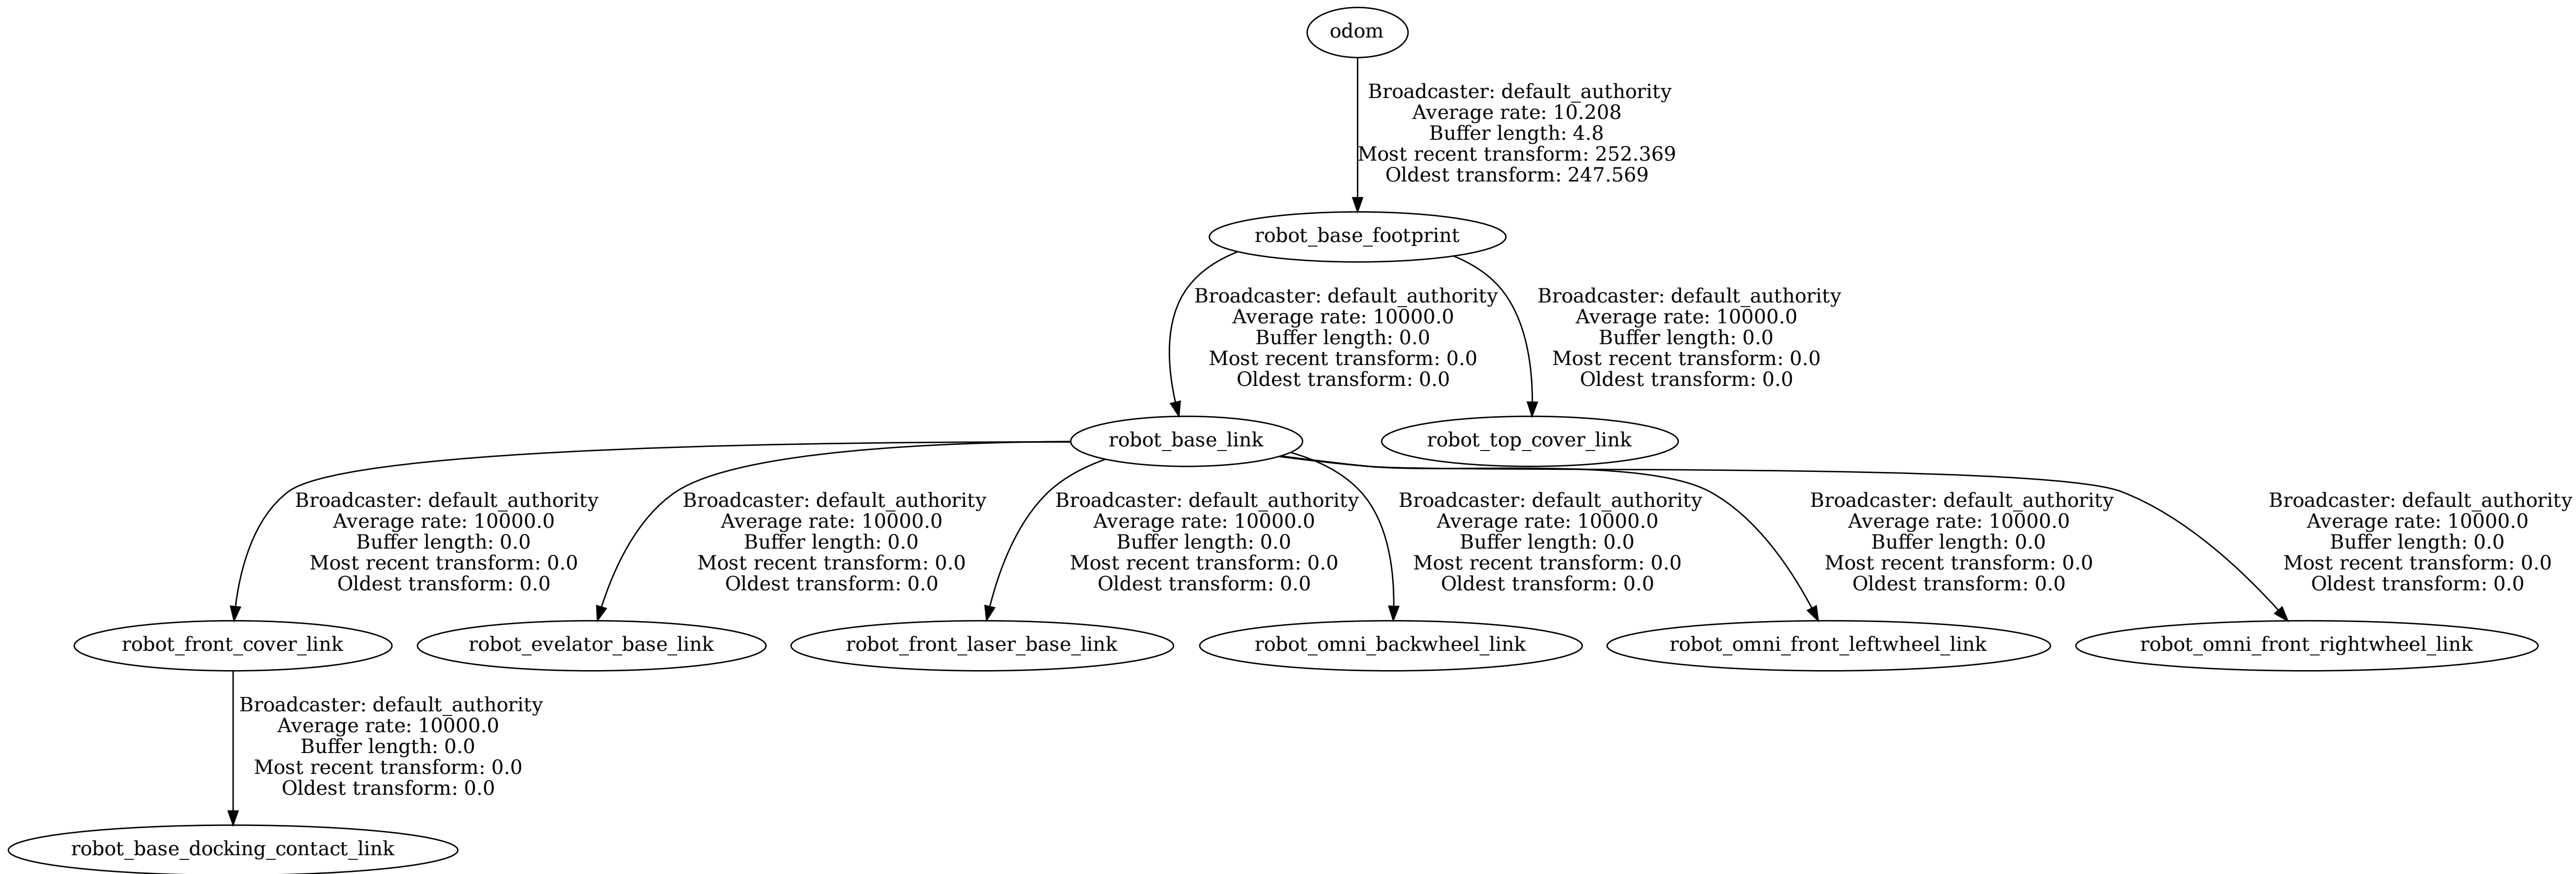 odom
Broadcaster: default_authority
Average rate: 10.208
Buffer length: 4.8
Most recent transform: 252.369
Oldest transform: 247.569
robot_base_footprint
Broadcaster: default_authority
Average rate: 10000.0
Buffer length: 0.0
Most recent transform: 0.0
Oldest transform: 0.0
Broadcaster: default_authority
Average rate: 10000.0
Buffer length: 0.0
Most recent transform: 0.0
Oldest transform: 0.0
robot_base_link
robot_top_cover_link
Broadcaster: default_authority
Average rate: 10000.0
Buffer length: 0.0
Most recent transform: 0.0
Oldest transform: 0.0
Broadcaster: default_authority
Average rate: 10000.0
Buffer length: 0.0
Most recent transform: 0.0
Oldest transform: 0.0
Broadcaster: default_authority
Average rate: 10000.0
Buffer length: 0.0
Most recent transform: 0.0
Oldest transform: 0.0
Broadcaster: default_authority
Average rate: 10000.0
Buffer length: 0.0
Most recent transform: 0.0
Oldest transform: 0.0
Broadcaster: default_authority
Average rate: 10000.0
Buffer length: 0.0
Most recent transform: 0.0
Oldest transform: 0.0
Broadcaster: default_authority
Average rate: 10000.0
Buffer length: 0.0
Most recent transform: 0.0
Oldest transform: 0.0
robot_front_cover_link
robot_evelator_base_link
robot_front_laser_base_link
robot_omni_backwheel_link
robot_omni_front_leftwheel_link
robot_omni_front_rightwheel_link
Broadcaster: default_authority
Average rate: 10000.0
Buffer length: 0.0
Most recent transform: 0.0
Oldest transform: 0.0
robot_base_docking_contact_link